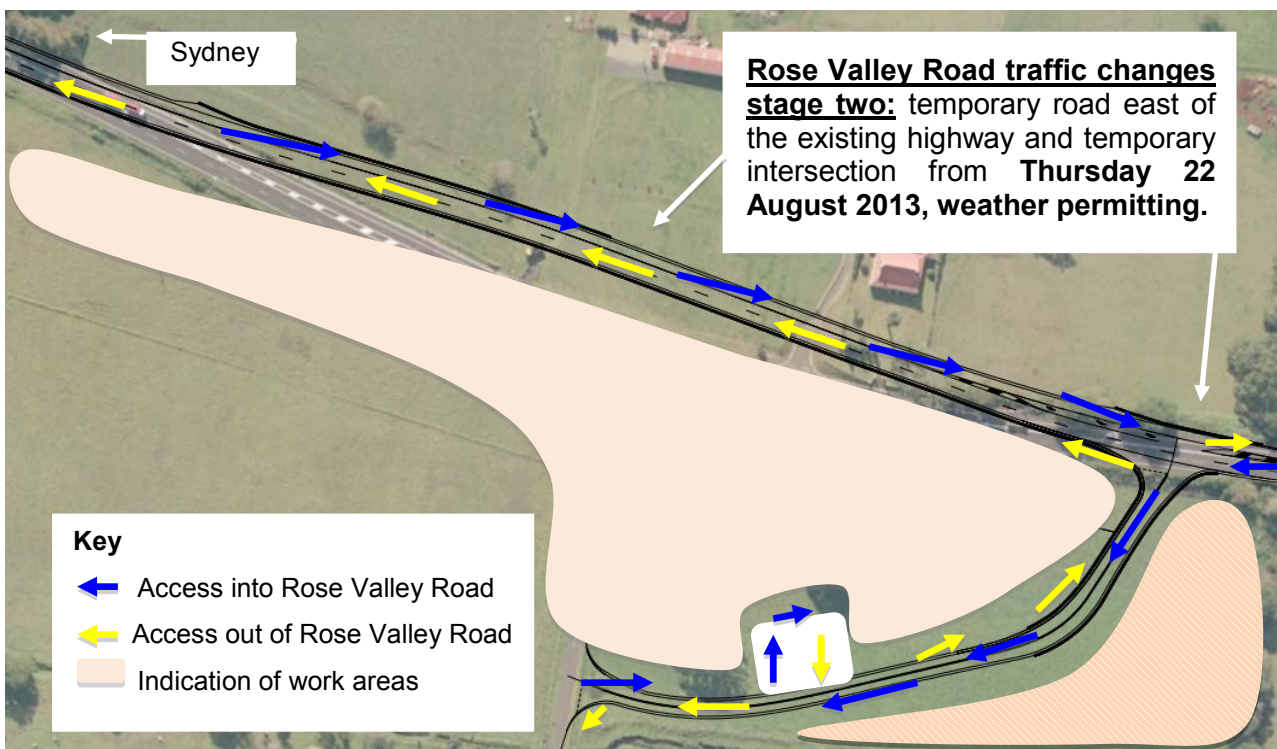 Sydney
Rose Valley Road traffic changes
stage two: temporary road east of
the existing highway and temporary
intersection from Thursday 22
August 2013, weather permitting.
Key
Access into Rose Valley Road
Access out of Rose Valley Road
Indication of work areas